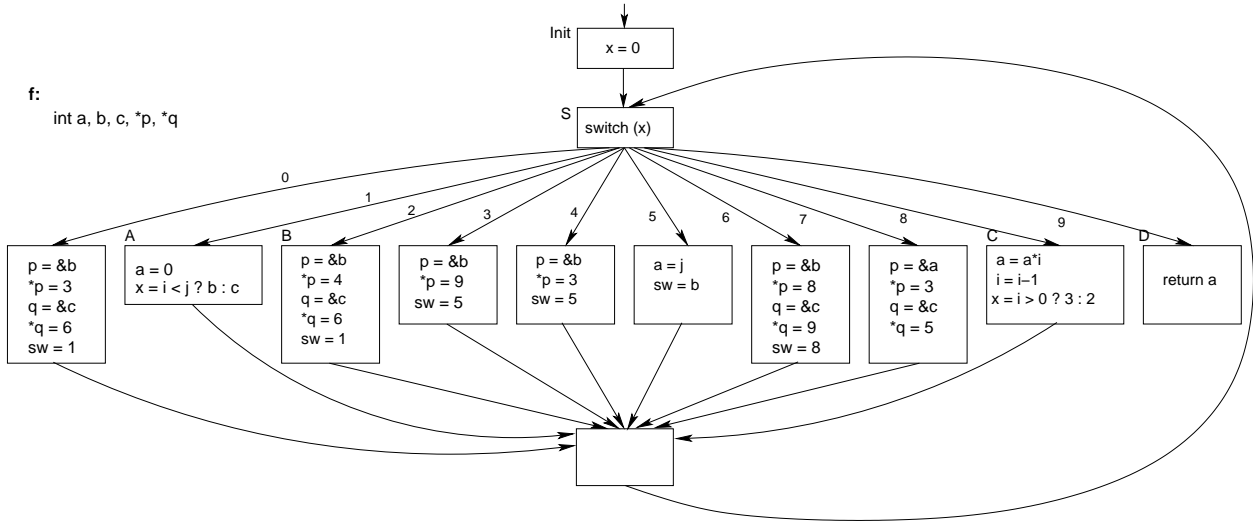 Init
x = 0
f:
int a, b, c, *p, *q
S
switch (x)
0
1
2
3
4
5
6
7
8
9
p = &b
*p = 3
q = &c
*q = 6
sw = 1
A
a = 0
x = i < j ? b : c
B
p = &b
*p = 4
q = &c
*q = 6
sw = 1
p = &b
*p = 9
sw = 5
p = &b
*p = 3
sw = 5
a = j
sw = b
p = &b
*p = 8
q = &c
*q = 9
sw = 8
p = &a
*p = 3
q = &c
*q = 5
C
a = a*i
i = i–1
x = i > 0 ? 3 : 2
D
return a